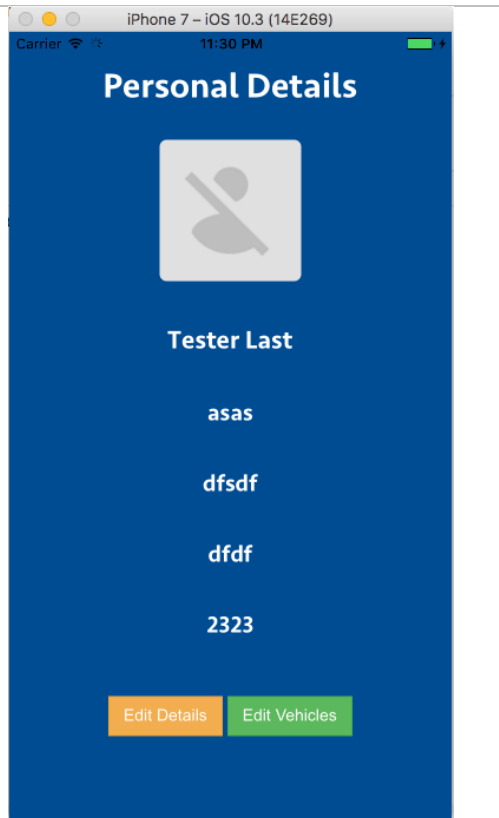 iPhone 7 – iOS 10.3 (14E269)
Carrier 11:30 PM
Personal Details
Tester Last
asas
dfsdf
dfdf
2323
Edit Details Edit Vehicles